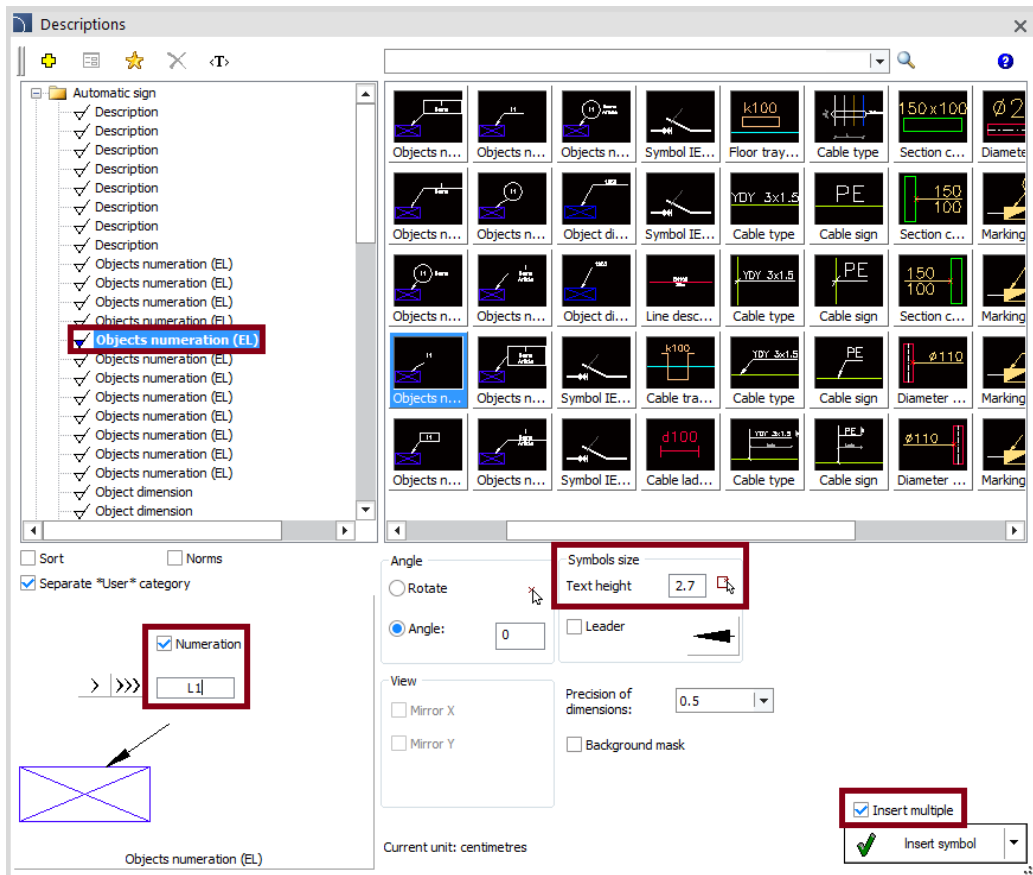 Descriptions
<T>
Automatic sign
Description
Description
Description
Description
Description
Description
Description
Description
Objects numeration (EL)
Objects numeration (EL)
Objects numeration (EL)
Objects numeration (EL)
Objects numeration (EL)
Objects numeration (EL)
Objects numeration (EL)
Objects numeration (EL)
Objects numeration (EL)
Objects numeration (EL)
Objects numeration (EL)
Objects numeration (EL)
Object dimension
Object dimension
k100
150x100
Ø2
Objects n... Objects n... Objects n... Symbol IE... Floor tray... Cable type Section c... Diamete
YDY 3x1.5
PE
150
100
Objects n... Objects n... Object di... Symbol IE... Cable type Cable sign Section c... Marking
YDY 3x1.5
PE
150
100
Objects n... Objects n... Object di... Line desc... Cable type Cable sign Section c... Marking
k100
YDY 3x1.5
PE
ø110
Objects n... Objects n... Symbol IE... Cable tra... Cable type Cable sign Diameter ... Marking
d100
YDY 3x1.5
PE
ø110
Objects n... Objects n... Symbol IE... Cable lad... Cable type Cable sign Diameter ... Marking
Sort Norms
Separate *User* category
Numeration
L1
Objects numeration (EL)
Angle
Rotate
Angle: 0
Symbols size
Text height 2.7
Leader
View
Mirror X
Mirror Y
Precision of
dimensions: 0.5
Background mask
Current unit: centimetres
Insert multiple
Insert symbol